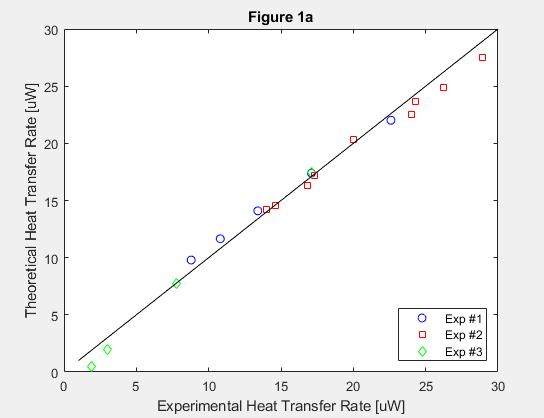 Figure 1a
30
25
20
15
10
5
0
Theoretical Heat Transfer Rate [uW]
0 5 10 15 20 25 30
Experimental Heat Transfer Rate [uW]
Exp #1
Exp #2
Exp #3